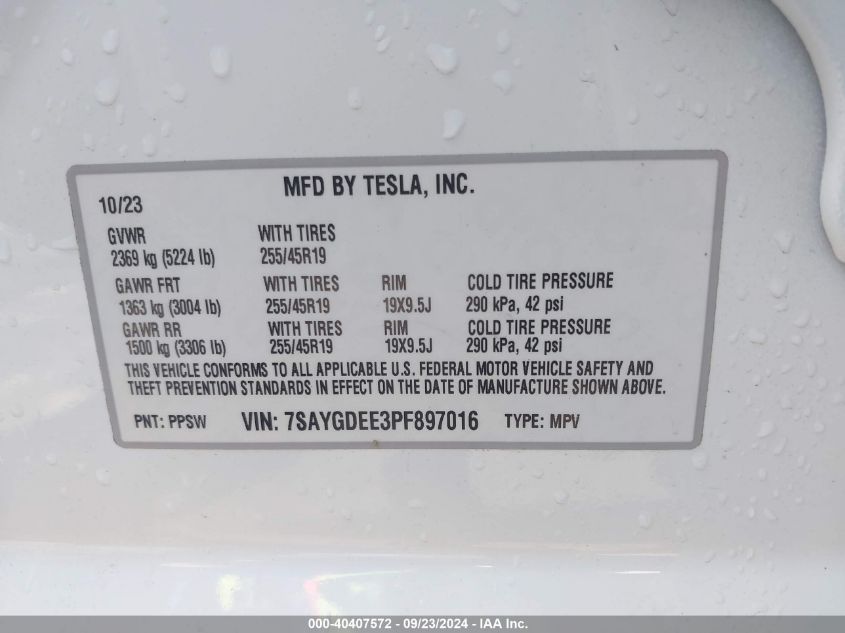 MFD BY TESLA, INC.
10/23
GVWR WITH TIRES
2369 kg (5224 lb) 255/45R19
GAWR FRT WITH TIRES RIM COLD TIRE PRESSURE
1363 kg (3004 lb) 255/45R19 19X9.5J 290 kPa, 42 psi
GAWR RR WITH TIRES RIM COLD TIRE PRESSURE
1500 kg (3306 lb) 255/45R19 19X9.5J 290 kPa, 42 psi
THIS VEHICLE CONFORMS TO ALL APPLICABLE U.S. FEDERAL MOTOR VEHICLE SAFETY AND
THEFT PREVENTION STANDARDS IN EFFECT ON THE DATE OF MANUFACTURE SHOWN ABOVE.
PNT: PPSW VIN: 7SAYGDEE3PF897016 TYPE: MPV
000-40407572 - 09/23/2024 - IAA Inc.